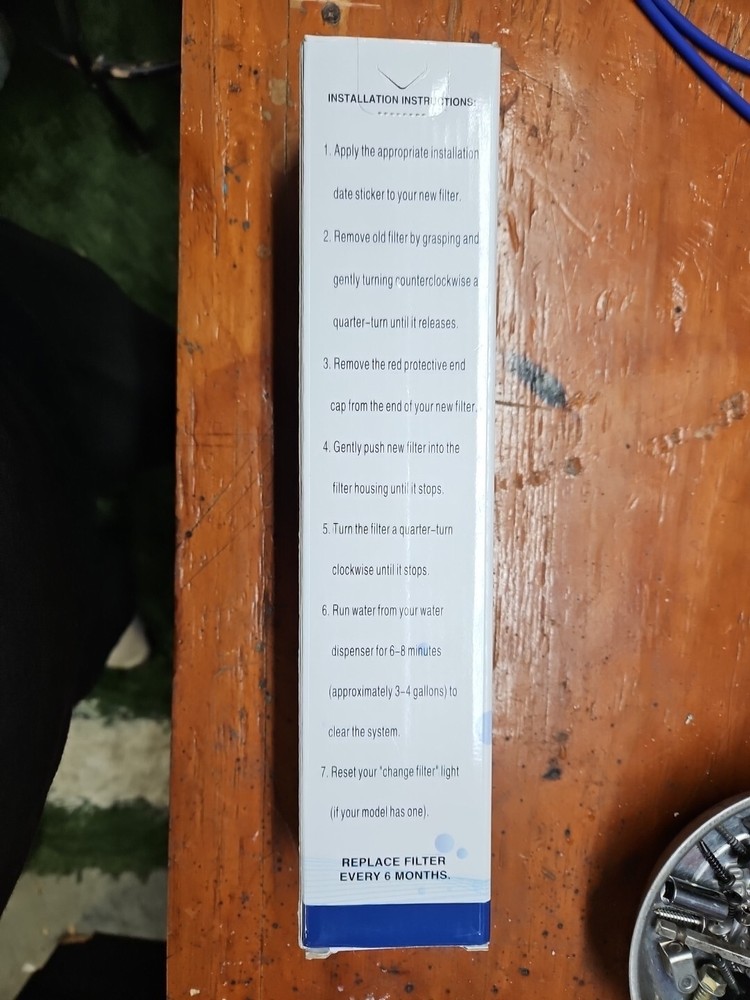 INSTALLATION INSTRUCTIONS:
1. Apply the appropriate installation
date sticker to your new filter.
2. Remove old filter by grasping and
gently turning counterclockwise a
quarter-turn until it releases.
3. Remove the red protective end
cap from the end of your new filter.
4. Gently push new filter into the
filter housing until it stops.
5. Turn the filter a quarter-turn
clockwise until it stops.
6. Run water from your water
dispenser for 6-8 minutes
(approximately 3-4 gallons) to
clear the system.
7. Reset your "change filter" light
(if your model has one).
REPLACE FILTER
EVERY 6 MONTHS.